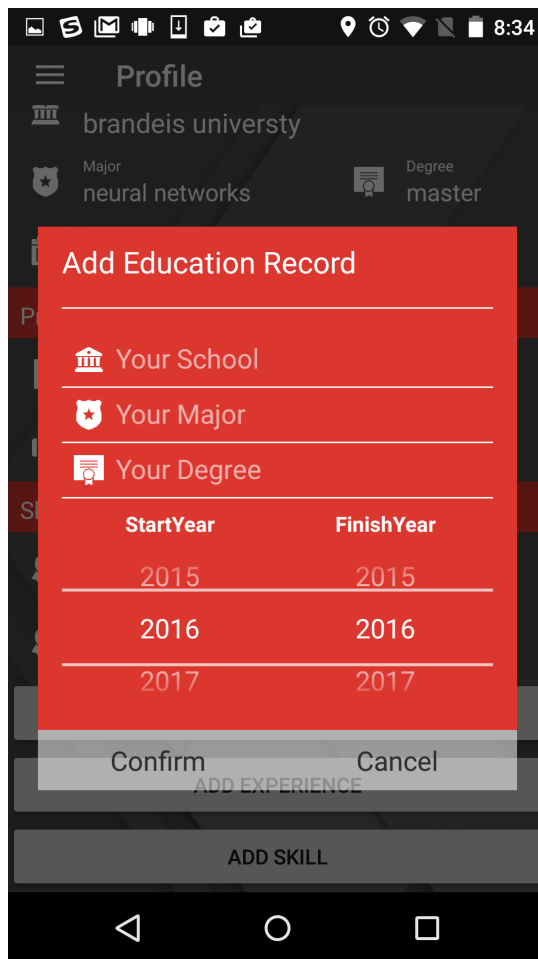 8:34
Profile
brandeis universty
Major
Degree
neural networks
master
Add Education Record
Your School
Your Major
Your Degree
StartYear
FinishYear
2015
2015
2016
2016
2017
2017
Confirm
Cancel
ADD EXPERIENCE
ADD SKILL